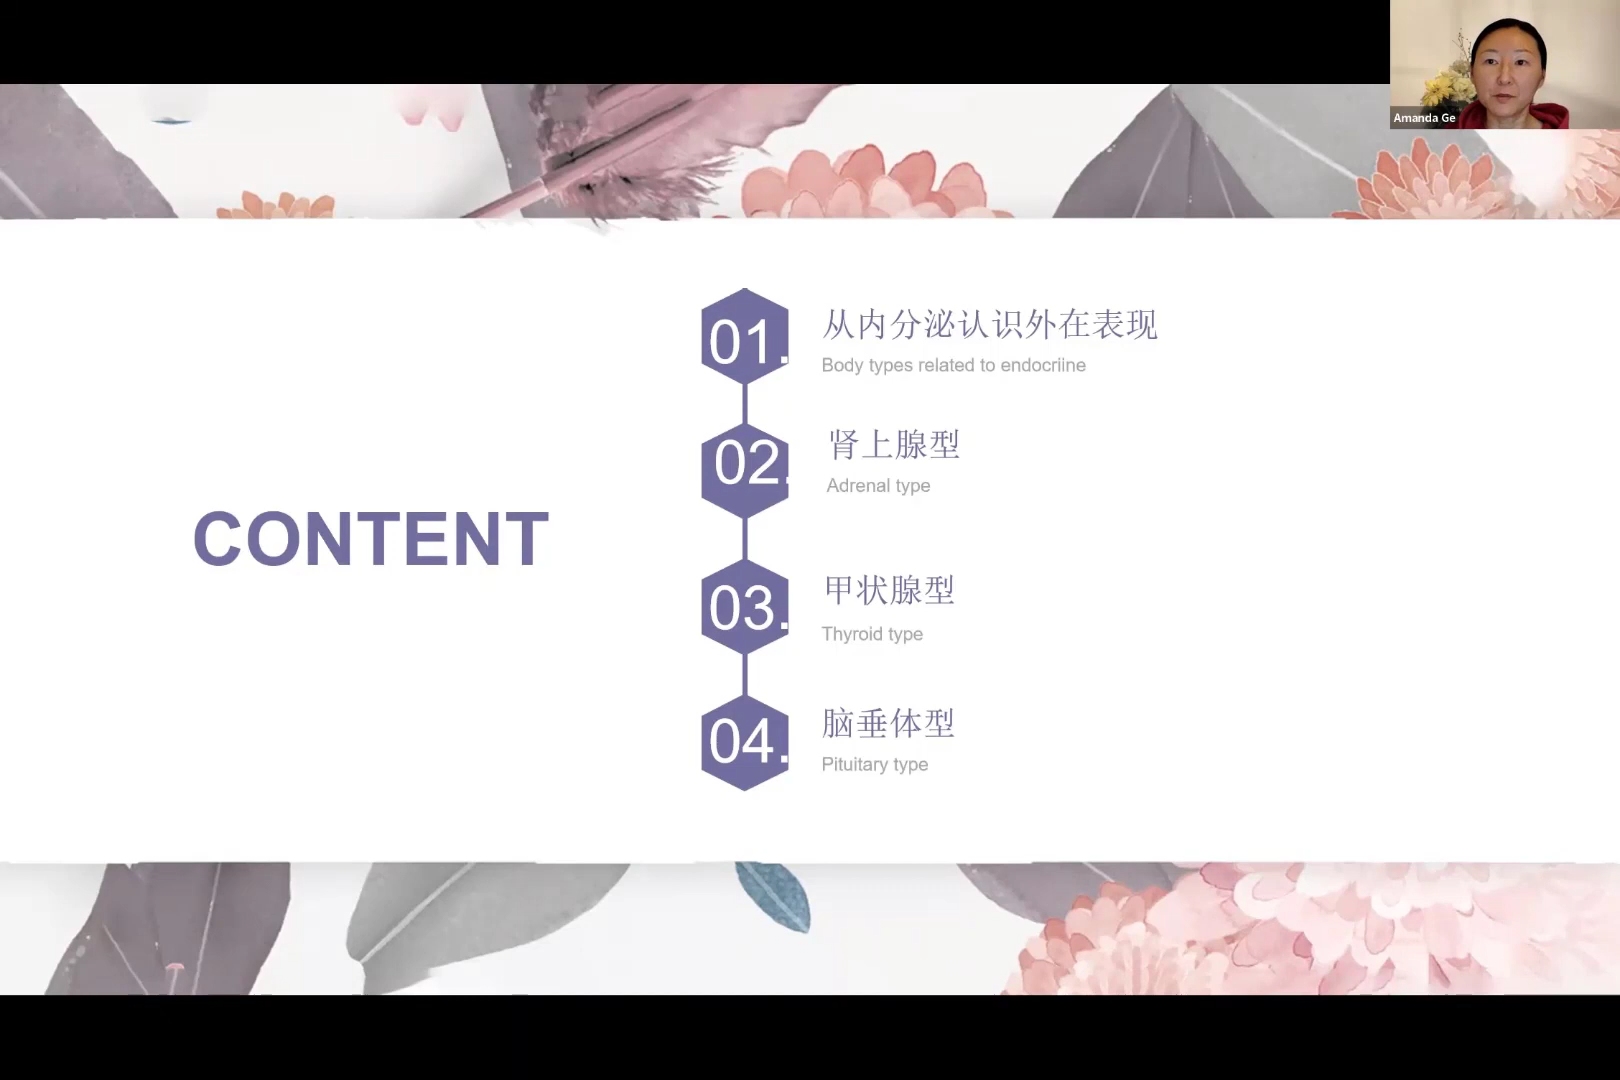 Amanda Ge
CONTENT
01.
从内分泌认识外在表现
Body types related to endocriine
02.
肾上腺型
Adrenal type
03.
甲状腺型
Thyroid type
04.
脑垂体型
Pituitary type